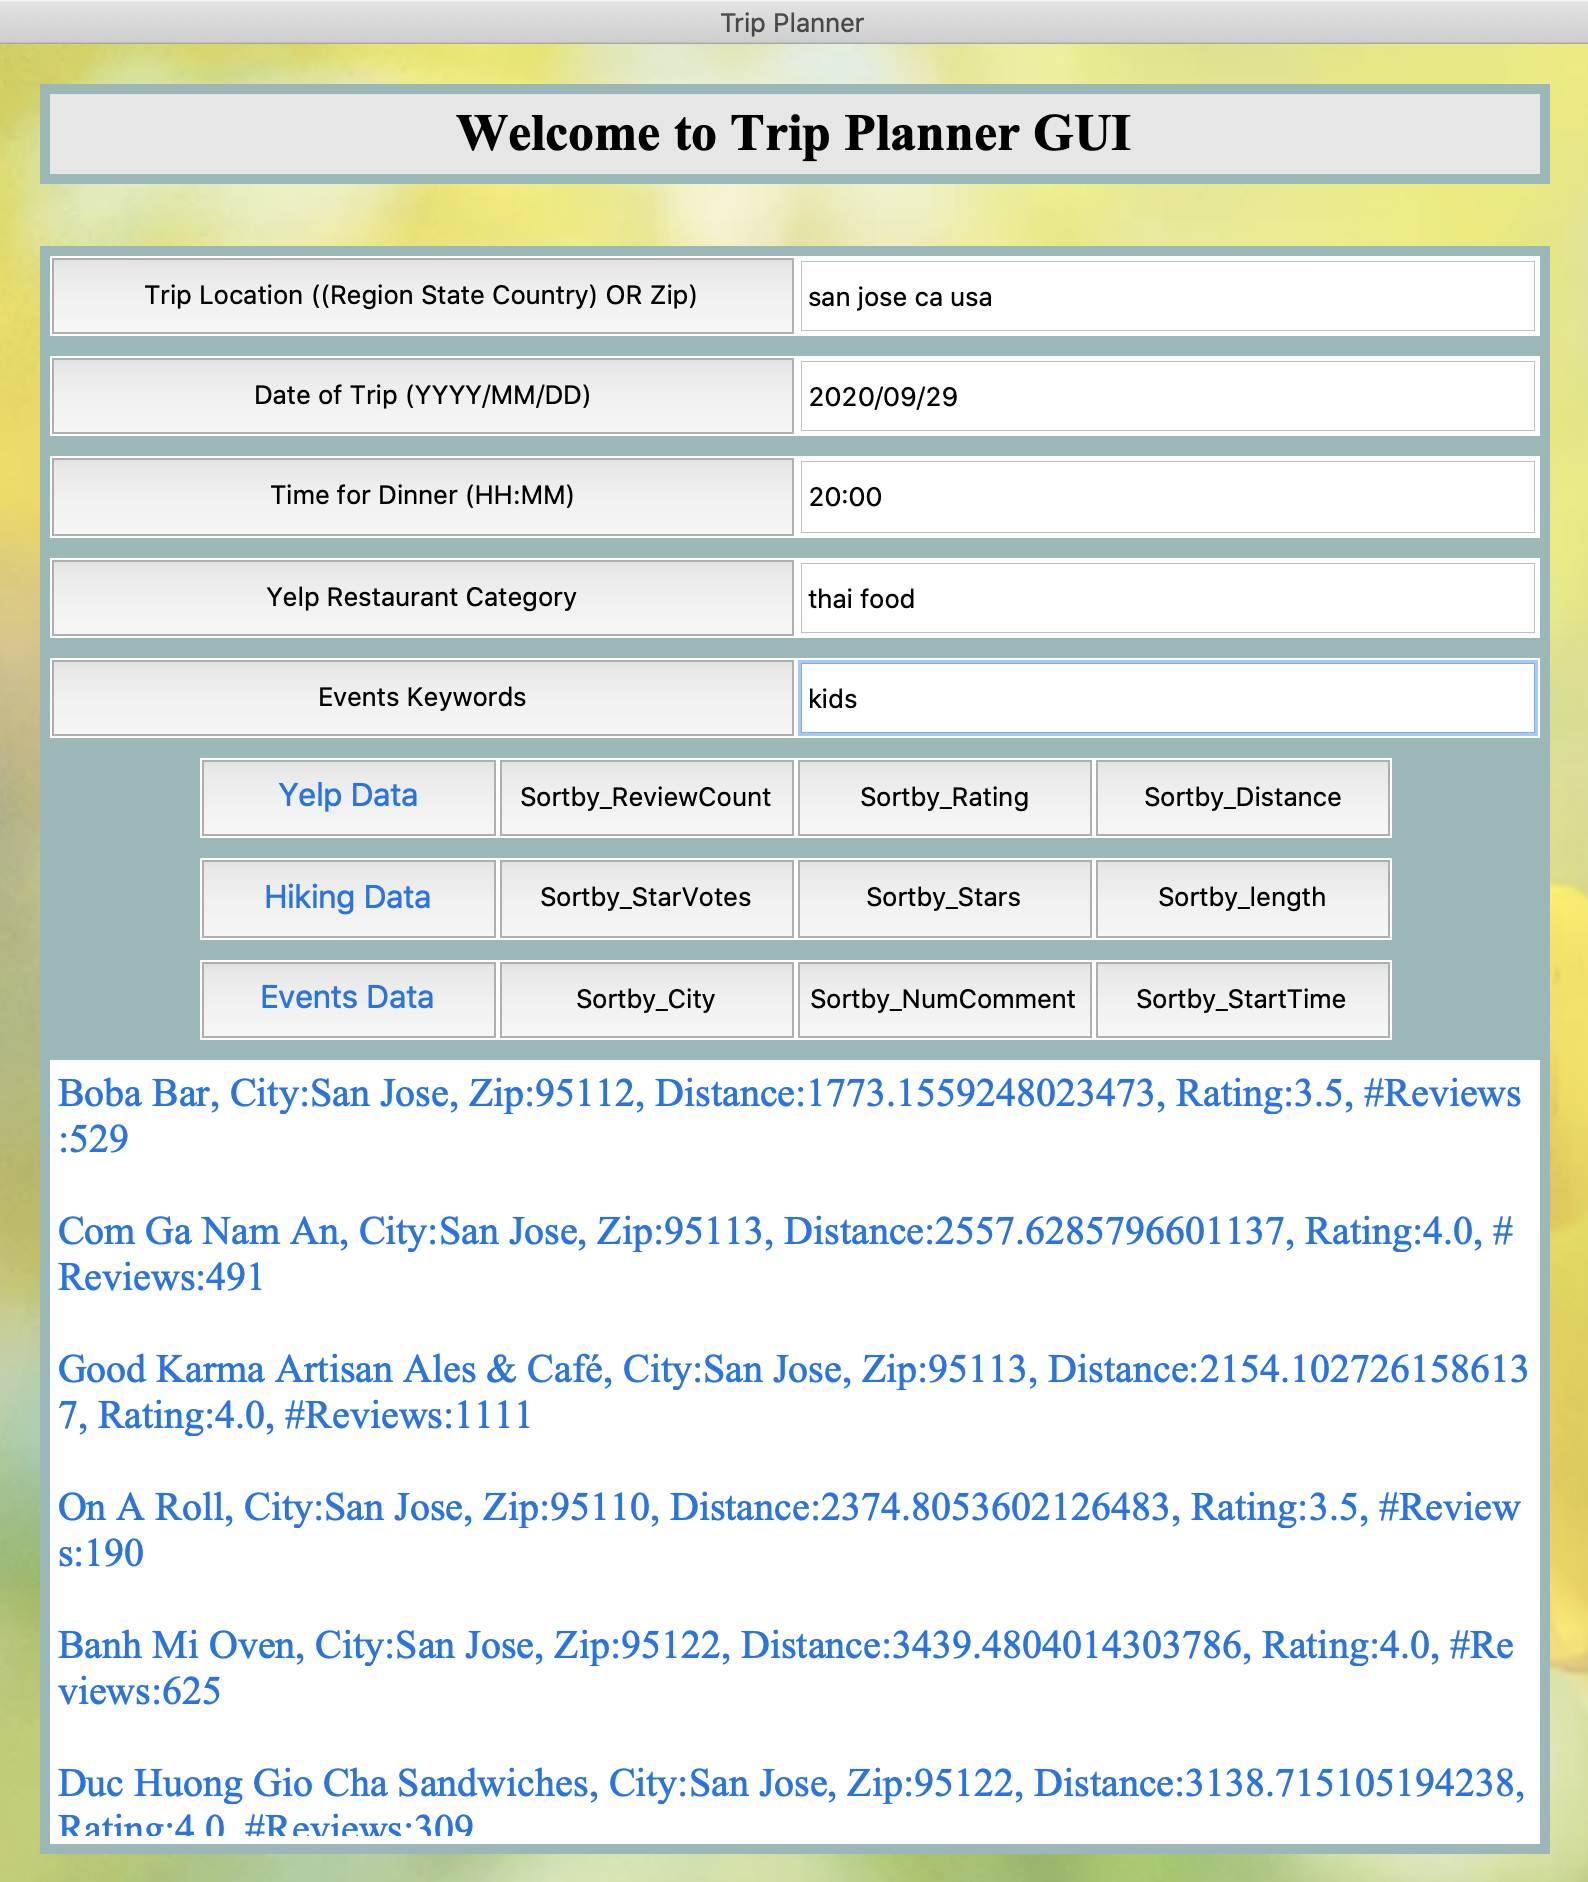 Trip Planner
Welcome to Trip Planner GUI
Trip Location ((Region State Country) OR Zip)
san jose ca usa
Date of Trip (YYYY/MM/DD)
2020/09/29
Time for Dinner (HH:MM)
20:00
Yelp Restaurant Category
thai food
Events Keywords
kids
Yelp Data
Sortby_ReviewCount
Sortby_Rating
Sortby_Distance
Hiking Data
Sortby_StarVotes
Sortby_Stars
Sortby_length
Events Data
Sortby_City
Sortby_NumComment
Sortby_StartTime
Boba Bar, City:San Jose, Zip:95112, Distance:1773.1559248023473, Rating:3.5, #Reviews
:529
Com Ga Nam An, City:San Jose, Zip:95113, Distance:2557.6285796601137, Rating:4.0, #
Reviews:491
Good Karma Artisan Ales & Café, City:San Jose, Zip:95113, Distance:2154.102726158613
7, Rating:4.0, #Reviews:1111
On A Roll, City:San Jose, Zip:95110, Distance:2374.8053602126483, Rating:3.5, #Review
s:190
Banh Mi Oven, City:San Jose, Zip:95122, Distance:3439.4804014303786, Rating:4.0, #Re
views:625
Duc Huong Gio Cha Sandwiches, City:San Jose, Zip:95122, Distance:3138.715105194238,
Rating:4.0, #Reviews:309